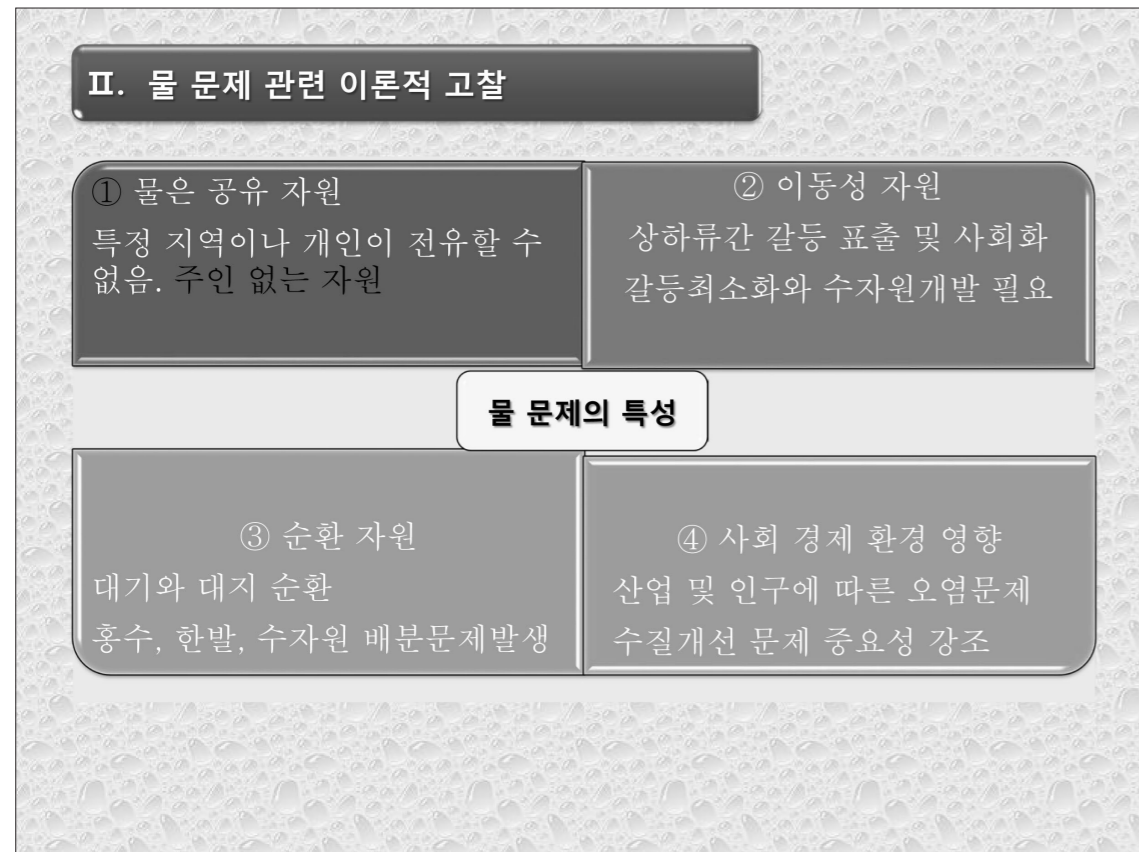 Ⅱ. 물 문제 관련 이론적 고찰
① 물은 공유 자원
특정 지역이나 개인이 전유할 수
없음. 주인 없는 자원
② 이동성 자원
상하류간 갈등 표출 및 사회화
갈등최소화와 수자원개발 필요
물 문제의 특성
③ 순환 자원
대기와 대지 순환
홍수, 한발, 수자원 배분문제발생
④ 사회 경제 환경 영향
산업 및 인구에 따른 오염문제
수질개선 문제 중요성 강조